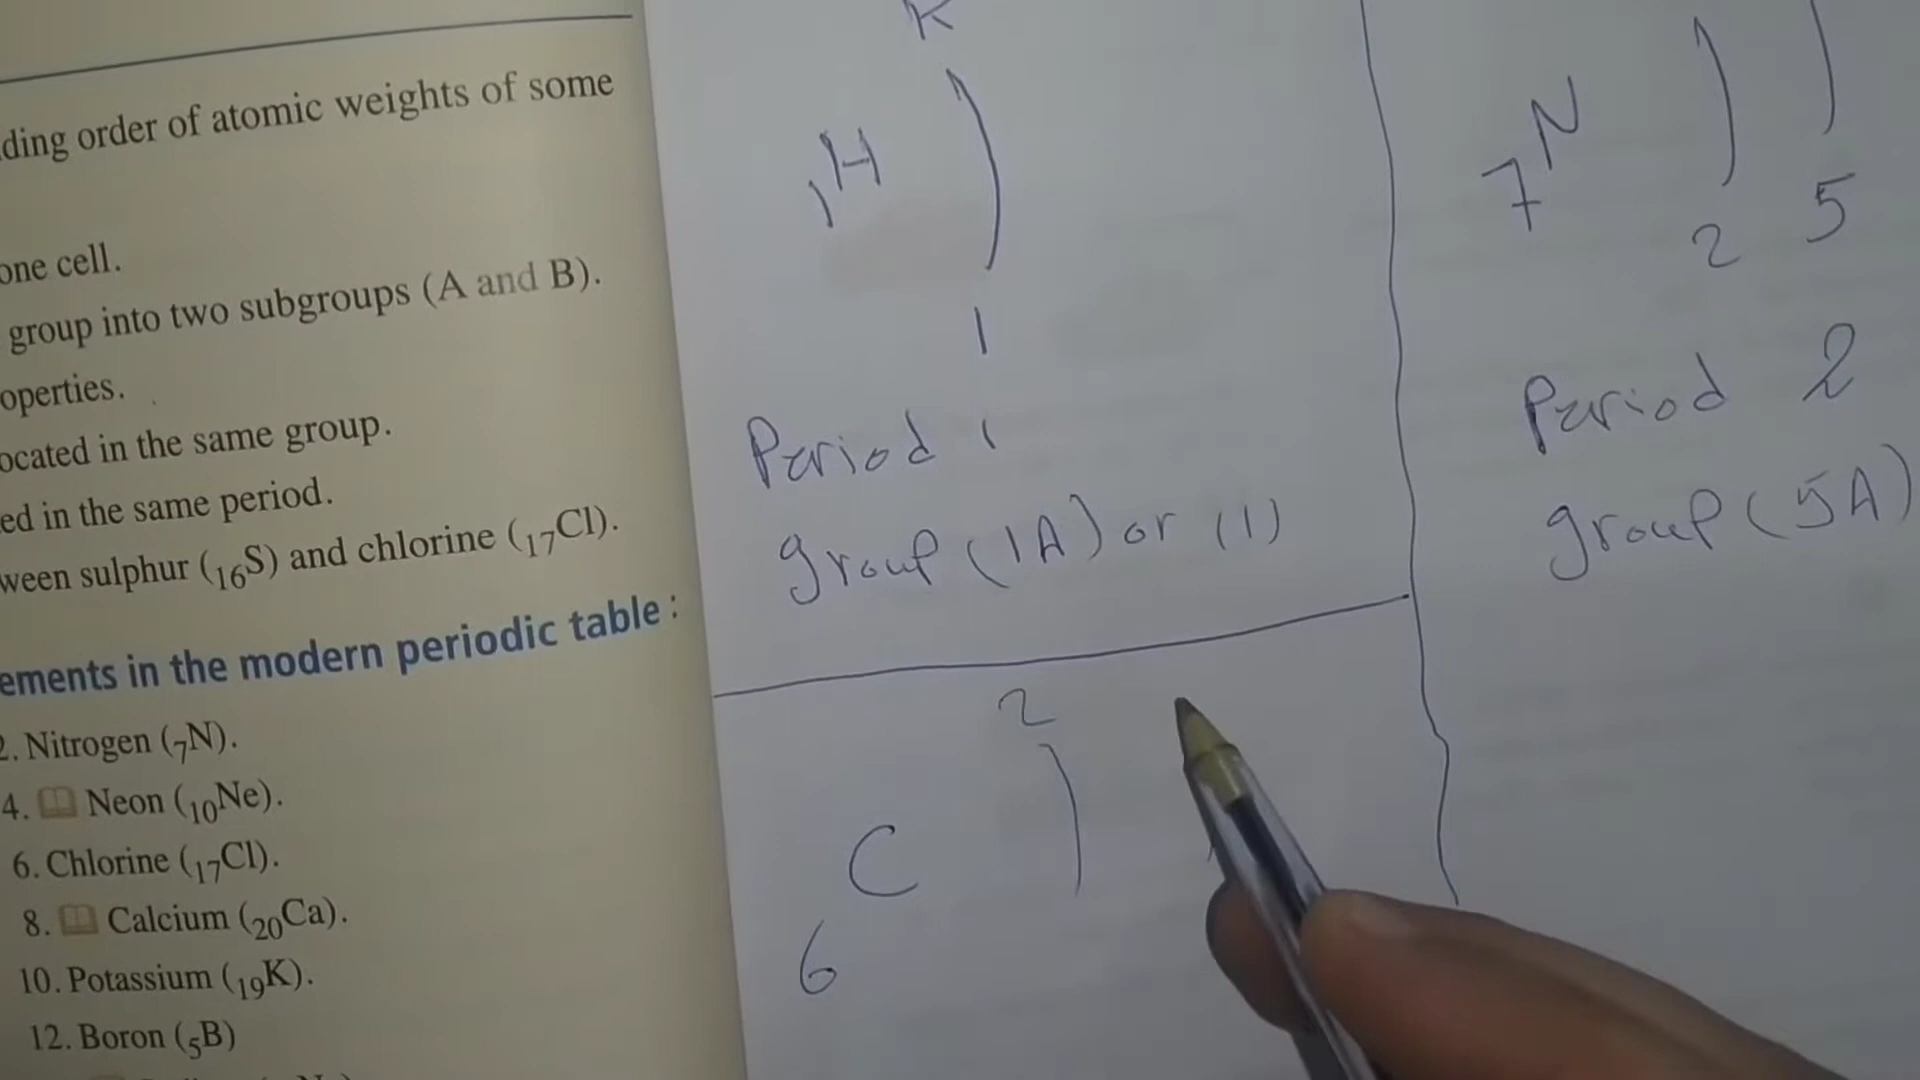 ding order of atomic weights of some
one cell.
group into two subgroups (A and B).
operties.
ocated in the same group.
ed in the same period.
ween sulphur (₁₆S) and chlorine (₁₇Cl).
ements in the modern periodic table :
2. Nitrogen (₇N).
4. Neon (₁₀Ne).
6. Chlorine (₁₇Cl).
8. Calcium (₂₀Ca).
10. Potassium (₁₉K).
12. Boron (₅B)
K
₁H )
1
Period 1
group (1A) or (1)
2
C )
6
₇N ) )
2 5
Period 2
group (5A)